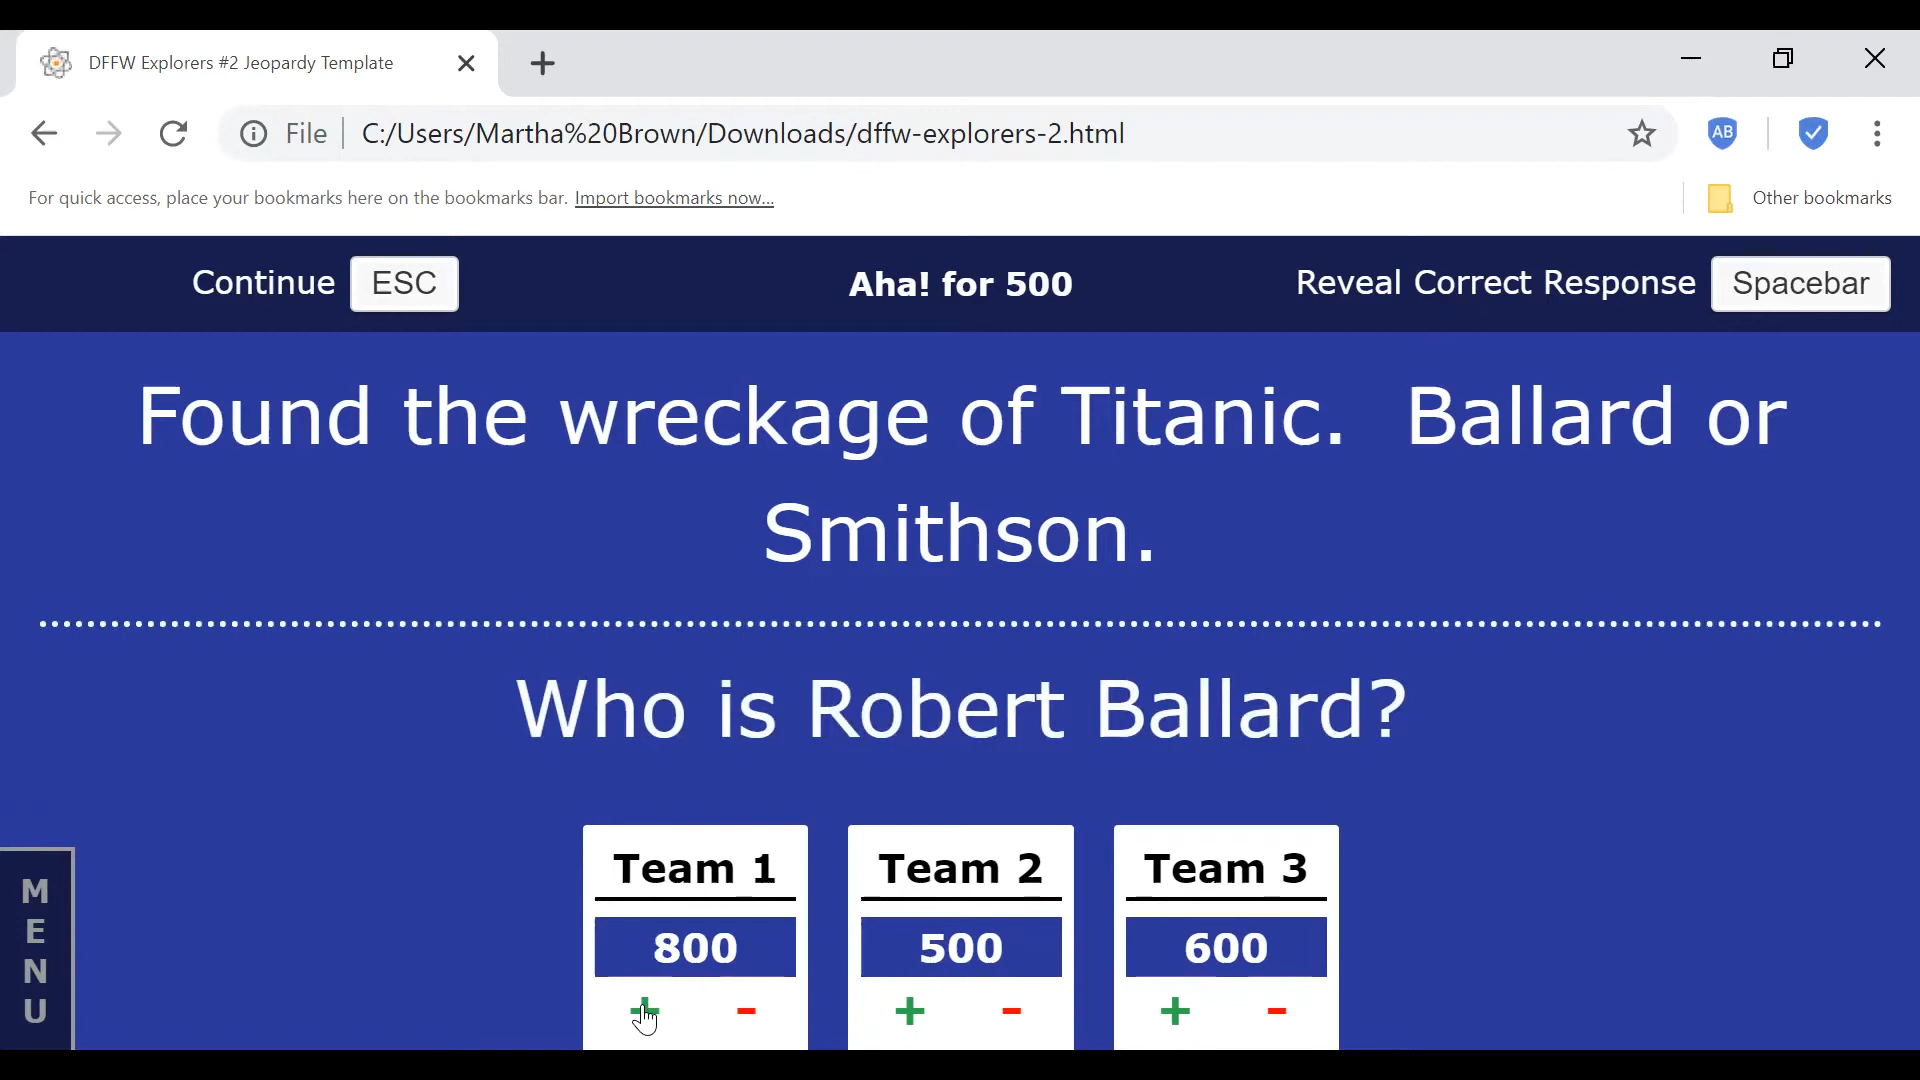 DFFW Explorers #2 Jeopardy Template
File C:/Users/Martha%20Brown/Downloads/dffw-explorers-2.html
AB
For quick access, place your bookmarks here on the bookmarks bar. Import bookmarks now...
Other bookmarks
Continue ESC
Aha! for 500
Reveal Correct Response Spacebar
Found the wreckage of Titanic. Ballard or
Smithson.
Who is Robert Ballard?
Team 1 Team 2 Team 3
800 500 600
+ - + - + -
MENU